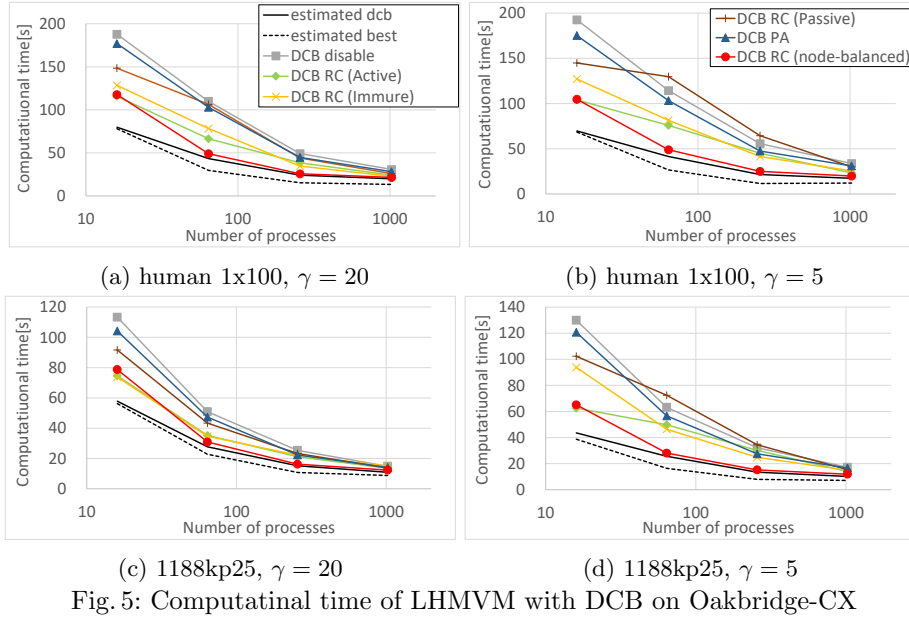 200
150
100
50
0
10
100
1000
Computatiuonal time[s]
Number of processes
estimated dcb
estimated best
DCB disable
DCB RC (Active)
DCB RC (Immure)
(a) human 1x100, γ = 20
200
150
100
50
0
10
100
1000
Computatiuonal time[s]
Number of processes
DCB RC (Passive)
DCB PA
DCB RC (node-balanced)
(b) human 1x100, γ = 5
120
100
80
60
40
20
0
10
100
1000
Computatiuonal time[s]
Number of processes
(c) 1188kp25, γ = 20
140
120
100
80
60
40
20
0
10
100
1000
Computatiuonal time[s]
Number of processes
(d) 1188kp25, γ = 5
Fig. 5: Computatinal time of LHMVM with DCB on Oakbridge-CX